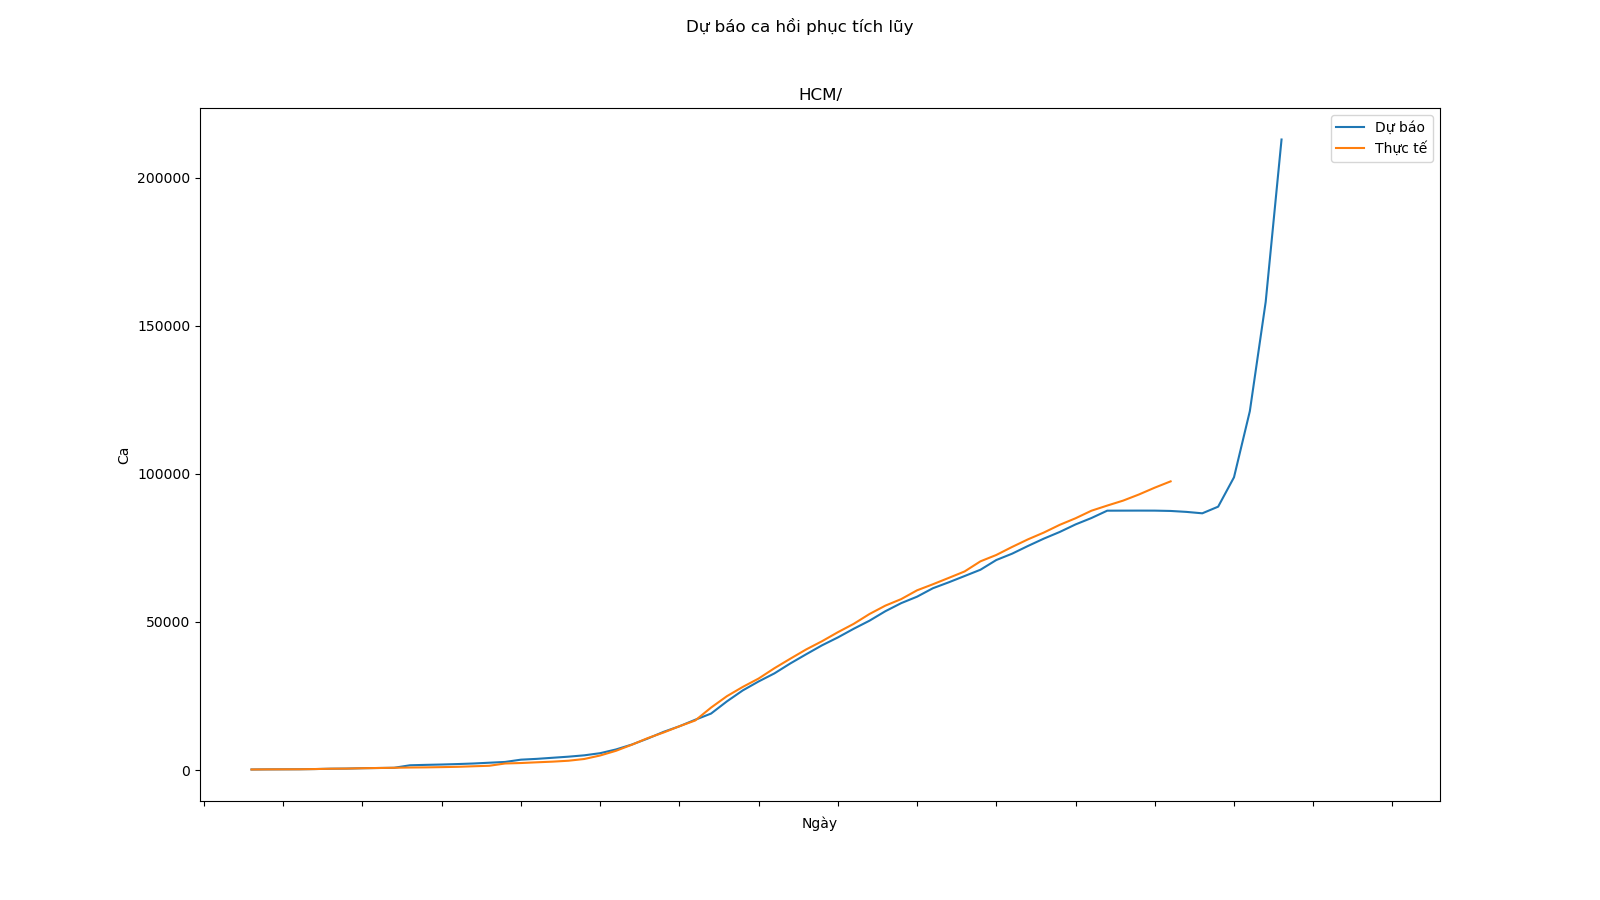 Dự báo ca hồi phục tích lũy
HCM/
Dự báo
Thực tế
200000
150000
100000
50000
0
Ca
Ngày